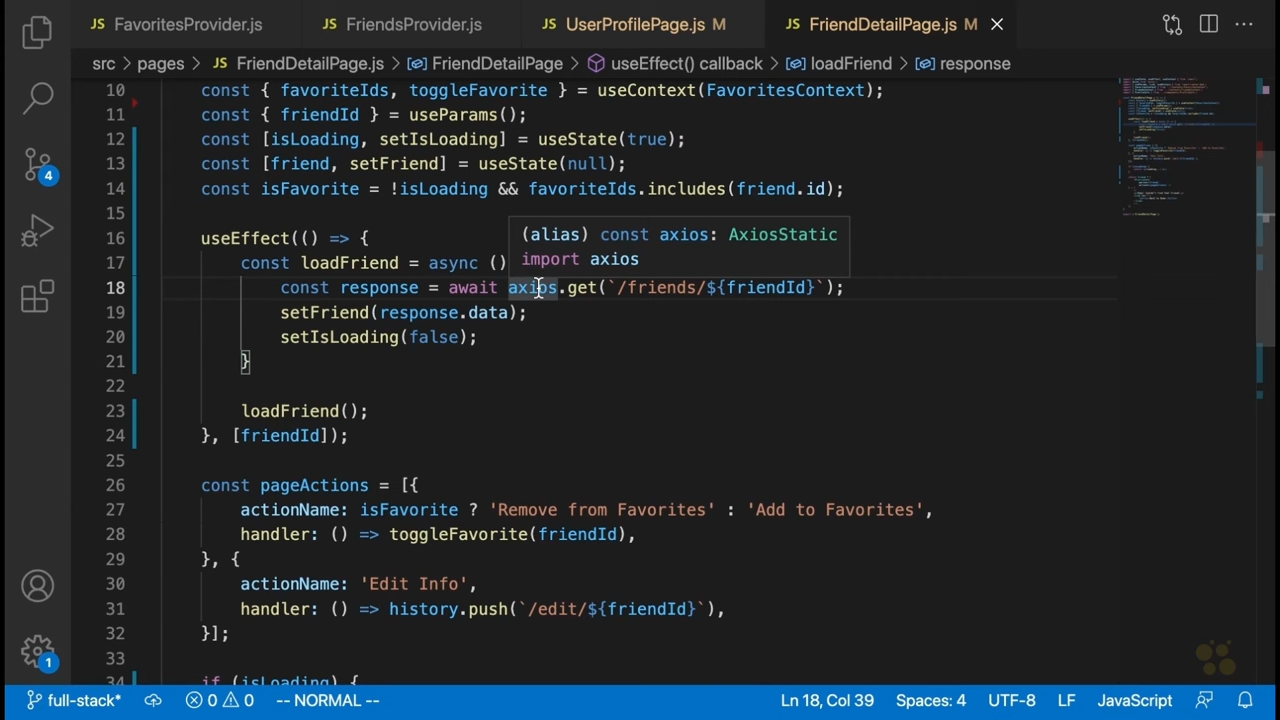 JS FavoritesProvider.js JS FriendsProvider.js JS UserProfilePage.js M JS FriendDetailPage.js M
src > pages > JS FriendDetailPage.js > FriendDetailPage > useEffect() callback > loadFriend > response
10 const { favoriteIds, toggleFavorite } = useContext(FavoritesContext);
11 const { friendId } = useParams();
12 const [isLoading, setIsLoading] = useState(true);
13 const [friend, setFriend] = useState(null);
14 const isFavorite = !isLoading && favoriteIds.includes(friend.id);
15
16 useEffect(() => {
(alias) const axios: AxiosStatic
import axios
17 const loadFriend = async ()
18 const response = await axios.get(`/friends/${friendId}`);
19 setFriend(response.data);
20 setIsLoading(false);
21 }
22
23 loadFriend();
24 }, [friendId]);
25
26 const pageActions = [{
27 actionName: isFavorite ? 'Remove from Favorites' : 'Add to Favorites',
28 handler: () => toggleFavorite(friendId),
29 }, {
30 actionName: 'Edit Info',
31 handler: () => history.push(`/edit/${friendId}`),
32 }];
33
if (isLoading) {
4
1
full-stack* 0 0 -- NORMAL -- Ln 18, Col 39 Spaces: 4 UTF-8 LF JavaScript